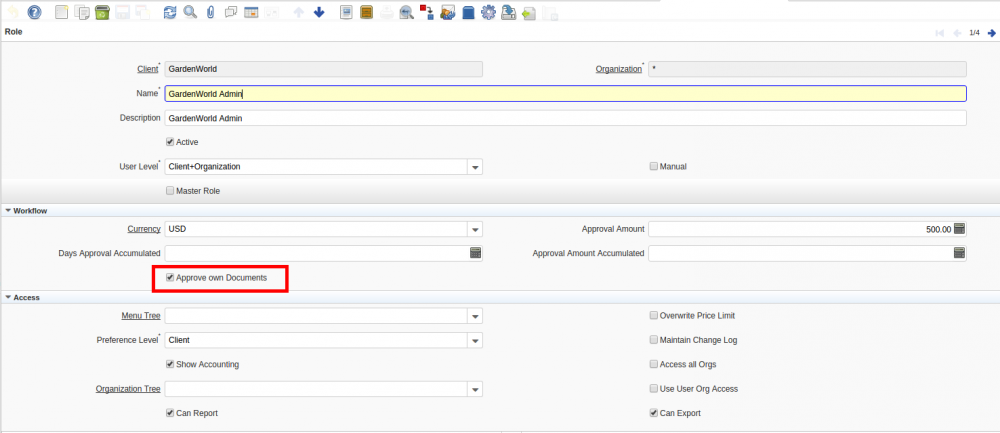 Role
1/4
Client* GardenWorld Organization* *
Name* GardenWorld Admin
Description GardenWorld Admin
Active
User Level* Client+Organization Manual
Master Role
Workflow
Currency USD Approval Amount 500.00
Days Approval Accumulated Approval Amount Accumulated
Approve own Documents
Access
Menu Tree Overwrite Price Limit
Preference Level* Client Maintain Change Log
Show Accounting Access all Orgs
Organization Tree Use User Org Access
Can Report Can Export